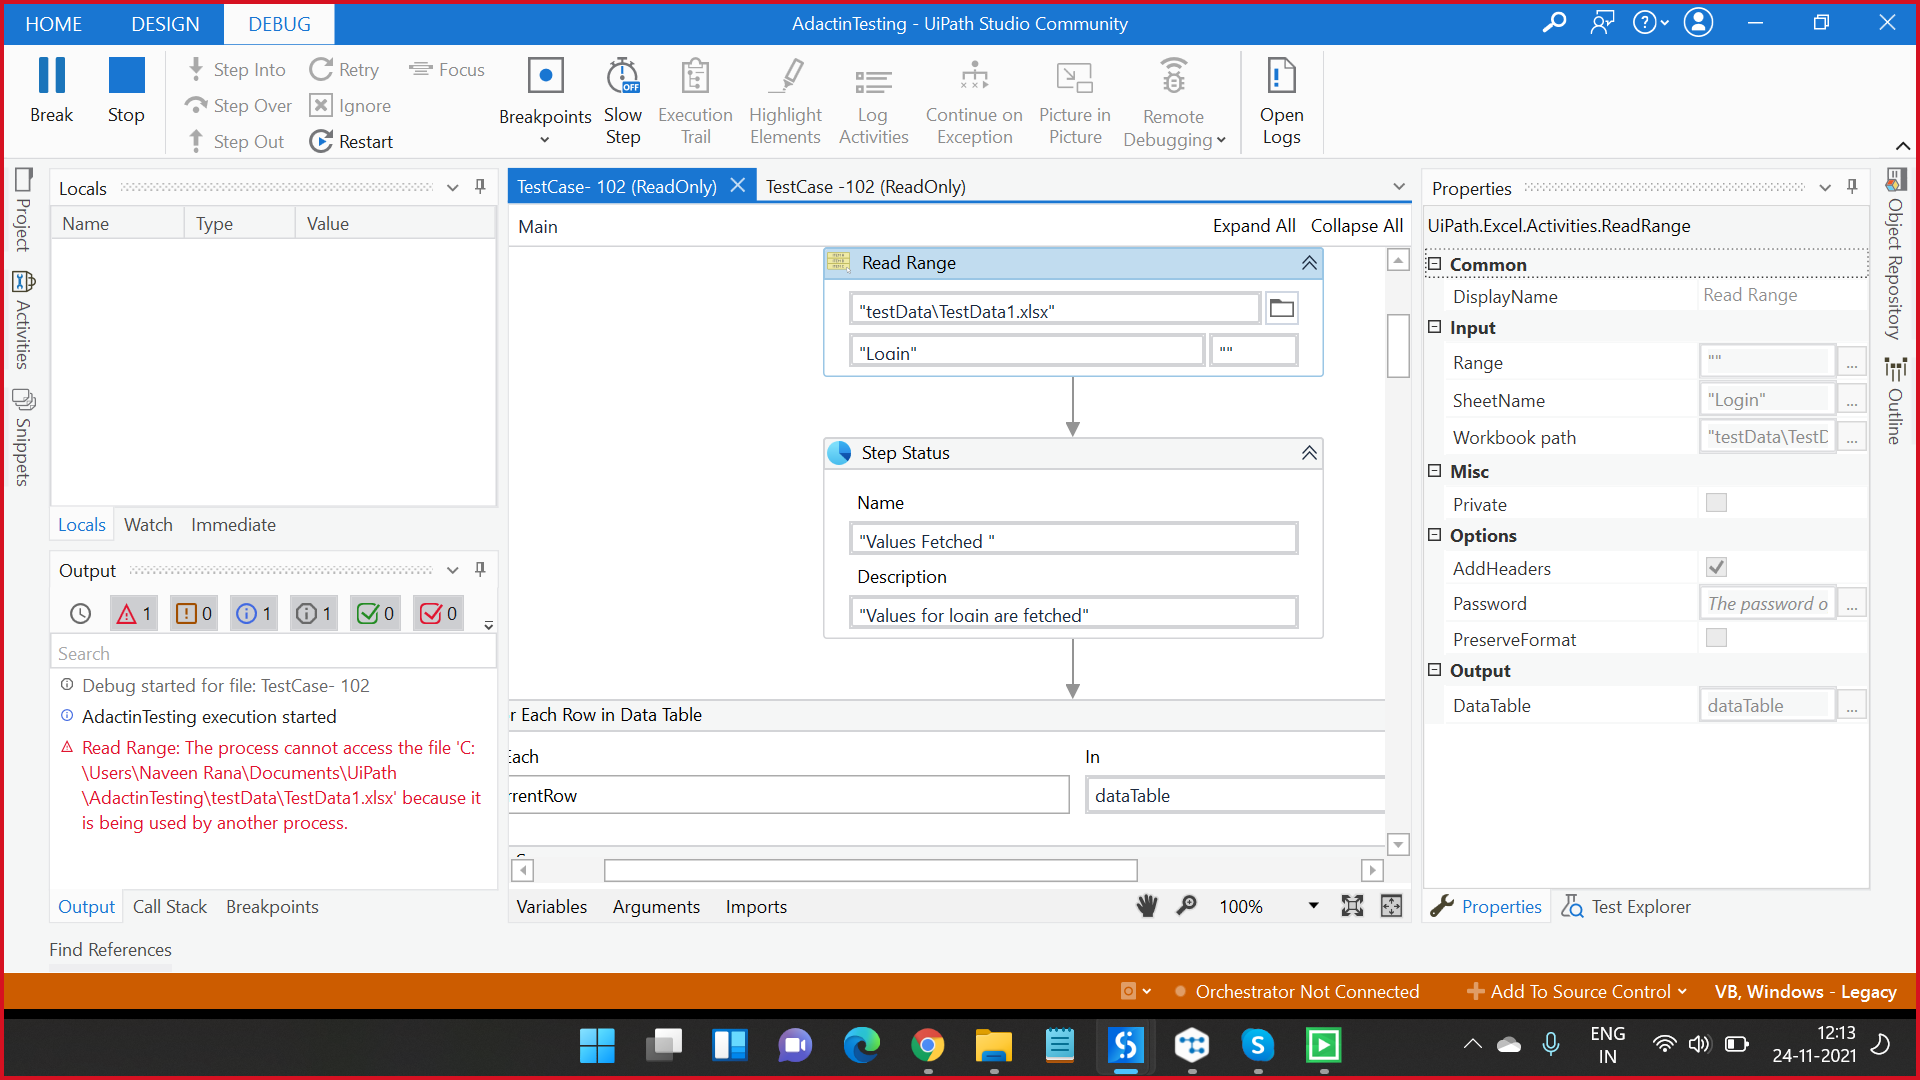 HOME DESIGN DEBUG
AdactinTesting - UiPath Studio Community
Break
Stop
Step Into
Step Over
Step Out
Retry
Ignore
Restart
Focus
Breakpoints
Slow
Step
OFF
Execution
Trail
Highlight
Elements
Log
Activities
Continue on
Exception
Picture in
Picture
Remote
Debugging
Open
Logs
Project
Activities
Snippets
Locals
Name Type Value
Locals Watch Immediate
Output
1 0 1 1 0 0
Search
Debug started for file: TestCase- 102
AdactinTesting execution started
Read Range: The process cannot access the file 'C:
\Users\Naveen Rana\Documents\UiPath
\AdactinTesting\testData\TestData1.xlsx' because it
is being used by another process.
Output Call Stack Breakpoints
Find References
TestCase- 102 (ReadOnly) TestCase -102 (ReadOnly)
Main Expand All Collapse All
Read Range
"testData\TestData1.xlsx"
"Login" ""
Step Status
Name
"Values Fetched "
Description
"Values for login are fetched"
r Each Row in Data Table
Each In
rrentRow dataTable
Variables Arguments Imports 100%
Properties
UiPath.Excel.Activities.ReadRange
Common
DisplayName Read Range
Input
Range "" ...
SheetName "Login" ...
Workbook path "testData\TestD ...
Misc
Private
Options
AddHeaders
Password The password o ...
PreserveFormat
Output
DataTable dataTable ...
Properties Test Explorer
Object Repository
Outline
Orchestrator Not Connected Add To Source Control VB, Windows - Legacy
ENG
IN
12:13
24-11-2021